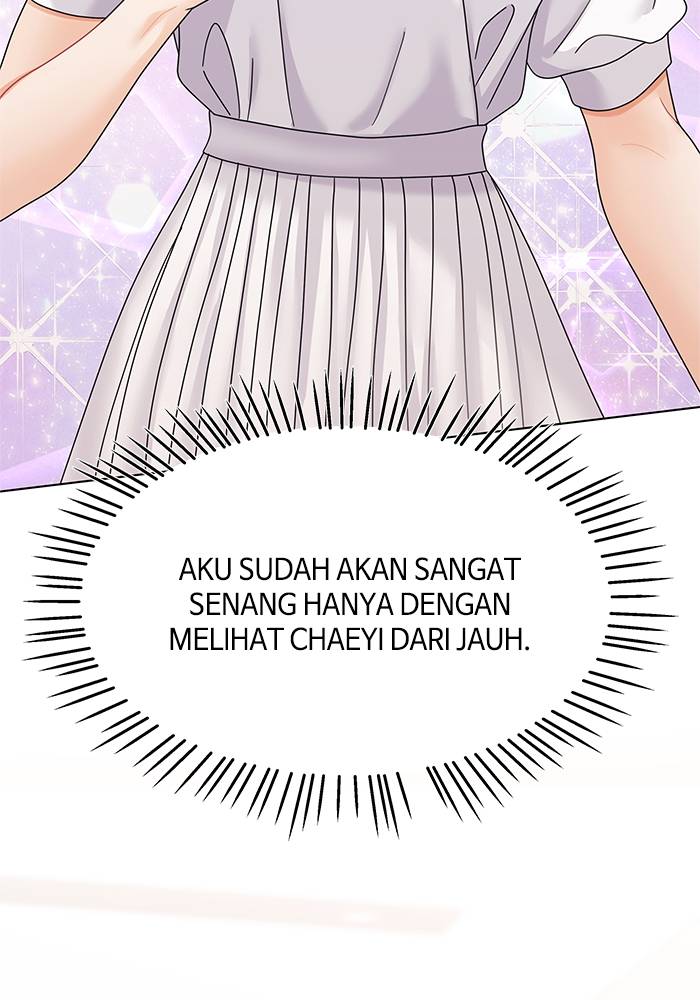 AKU SUDAH AKAN SANGAT
SENANG HANYA DENGAN
MELIHAT CHAEYI DARI JAUH.